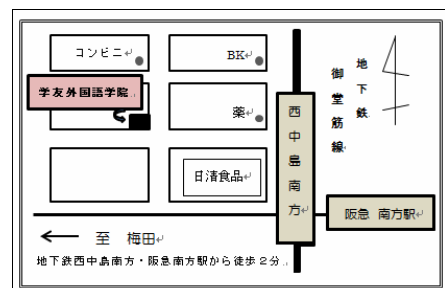 コンビニ
BK
地下鉄
御堂筋線
学友外国語学院
薬
西中島南方
日清食品
阪急 南方駅
← 至 梅田
地下鉄西中島南方・阪急南方駅から徒歩2分.